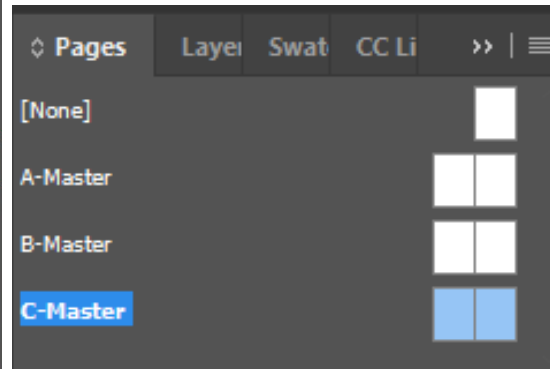 Pages Layer Swat CC Li
[None]
A-Master
B-Master
C-Master